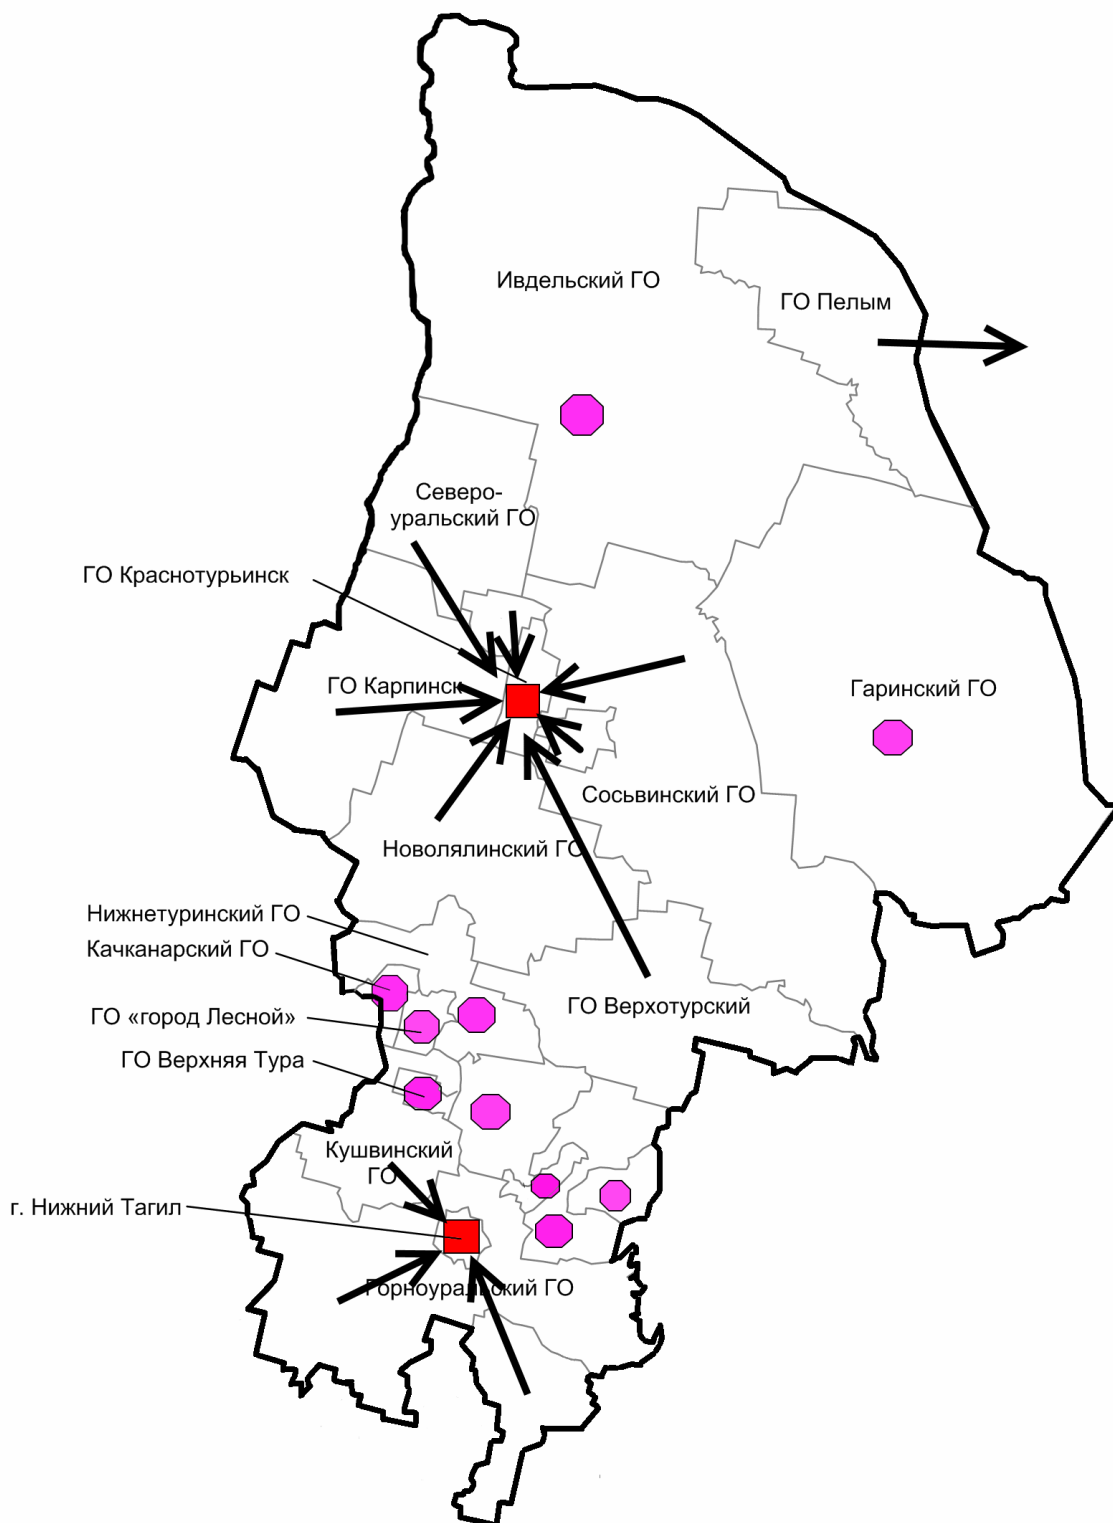 Ивдельский ГО
ГО Пелым
Северо-
уральский ГО
ГО Краснотурьинск
ГО Карпинск
Гаринский ГО
Сосьвинский ГО
Новолялинский ГО
Нижнетуринский ГО
Качканарский ГО
ГО Верхотурский
ГО «город Лесной»
ГО Верхняя Тура
Кушвинский
ГО
г. Нижний Тагил
Горноуральский ГО